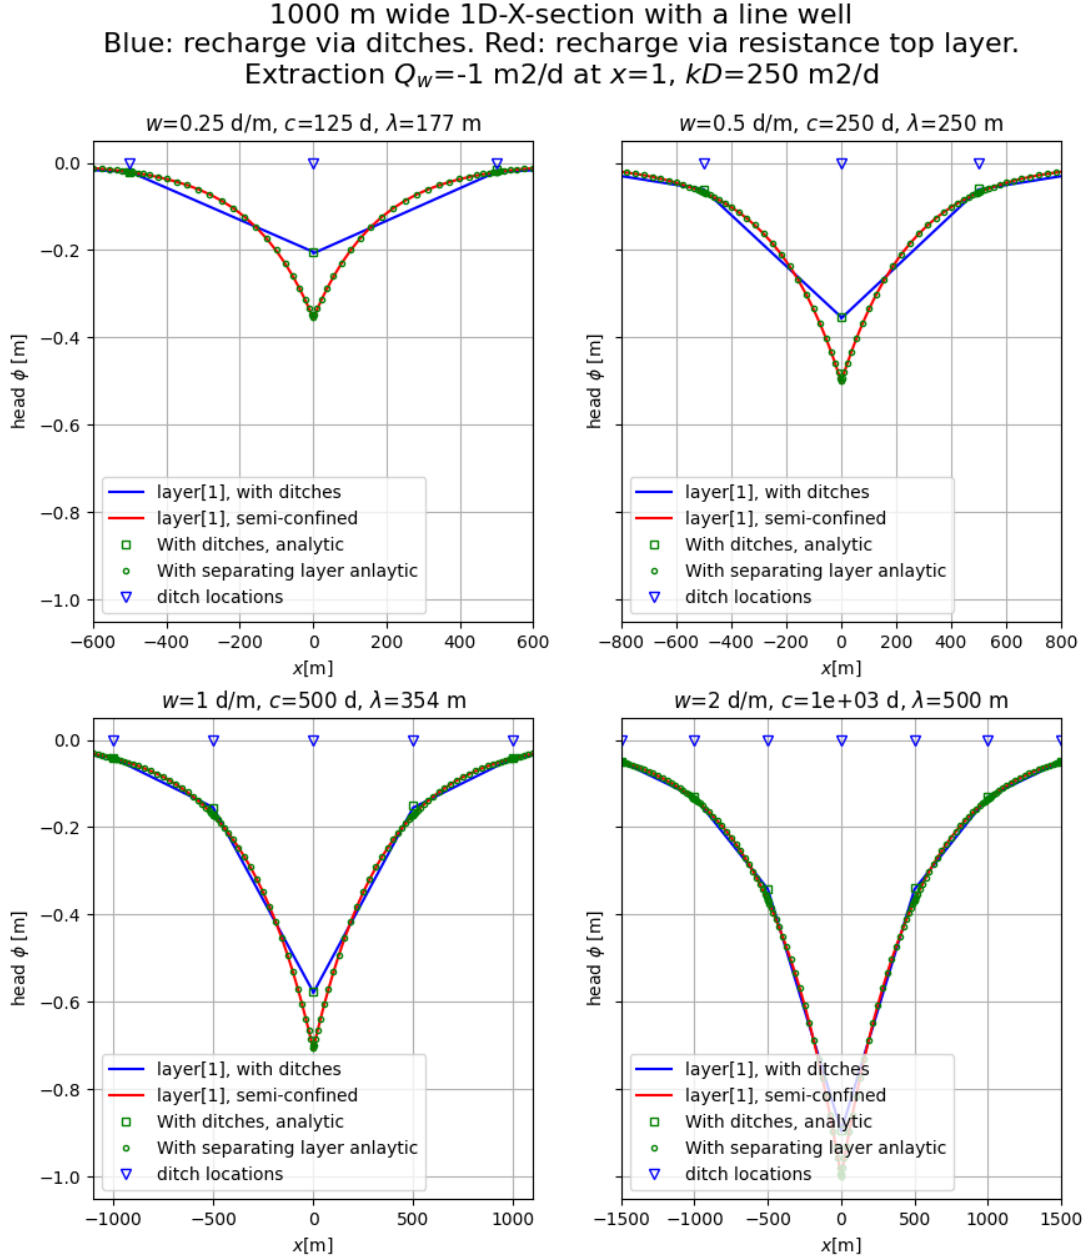 1000 m wide 1D-X-section with a line well
Blue: recharge via ditches. Red: recharge via resistance top layer.
Extraction Q_w=-1 m2/d at x=1, kD=250 m2/d
w=0.25 d/m, c=125 d, λ=177 m
0.0
−0.2
−0.4
−0.6
−0.8
−1.0
head ϕ [m]
layer[1], with ditches
layer[1], semi-confined
With ditches, analytic
With separating layer anlaytic
ditch locations
−600 −400 −200 0 200 400 600
x[m]
w=0.5 d/m, c=250 d, λ=250 m
head ϕ [m]
layer[1], with ditches
layer[1], semi-confined
With ditches, analytic
With separating layer anlaytic
ditch locations
−800 −600 −400 −200 0 200 400 600 800
x[m]
w=1 d/m, c=500 d, λ=354 m
0.0
−0.2
−0.4
−0.6
−0.8
−1.0
head ϕ [m]
layer[1], with ditches
layer[1], semi-confined
With ditches, analytic
With separating layer anlaytic
ditch locations
−1000 −500 0 500 1000
x[m]
w=2 d/m, c=1e+03 d, λ=500 m
head ϕ [m]
layer[1], with ditches
layer[1], semi-confined
With ditches, analytic
With separating layer anlaytic
ditch locations
−1500 −1000 −500 0 500 1000 1500
x[m]